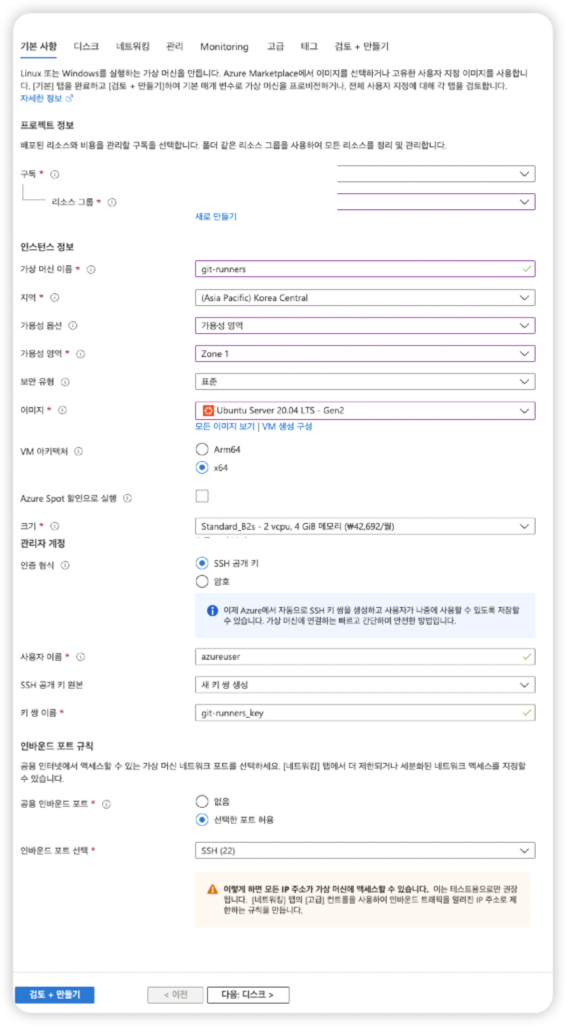 기본 사항 디스크 네트워킹 관리 Monitoring 고급 태그 검토 + 만들기
Linux 또는 Windows를 실행하는 가상 머신을 만듭니다. Azure Marketplace에서 이미지를 선택하거나 고유한 사용자 지정 이미지를 사용합니
다. [기본] 탭을 완료하고 [검토 + 만들기]하여 기본 매개 변수로 가상 머신을 프로비전하거나, 전체 사용자 지정에 대해 각 탭을 검토합니다.
자세한 정보
프로젝트 정보
배포된 리소스와 비용을 관리할 구독을 선택합니다. 폴더 같은 리소스 그룹을 사용하여 모든 리소스를 정리 및 관리합니다.
구독 *
리소스 그룹 *
새로 만들기
인스턴스 정보
가상 머신 이름 * git-runners
지역 * (Asia Pacific) Korea Central
가용성 옵션 가용성 영역
가용성 영역 * Zone 1
보안 유형 표준
이미지 * Ubuntu Server 20.04 LTS - Gen2
모든 이미지 보기 | VM 생성 구성
VM 아키텍처 Arm64
x64
Azure Spot 할인으로 실행
크기 * Standard_B2s - 2 vcpu, 4 GiB 메모리 (₩42,692/월)
관리자 계정
인증 형식 SSH 공개 키
암호
이제 Azure에서 자동으로 SSH 키 쌍을 생성하고 사용자가 나중에 사용할 수 있도록 저장할
수 있습니다. 가상 머신에 연결하는 빠르고 간단하며 안전한 방법입니다.
사용자 이름 * azureuser
SSH 공개 키 원본 새 키 쌍 생성
키 쌍 이름 * git-runners_key
인바운드 포트 규칙
공용 인터넷에서 액세스할 수 있는 가상 머신 네트워크 포트를 선택하세요. [네트워킹] 탭에서 더 제한되거나 세분화된 네트워크 액세스를 지정할
수 있습니다.
공용 인바운드 포트 * 없음
선택한 포트 허용
인바운드 포트 선택 * SSH (22)
이렇게 하면 모든 IP 주소가 가상 머신에 액세스할 수 있습니다. 이는 테스트용으로만 권장
됩니다. [네트워킹] 탭의 [고급] 컨트롤을 사용하여 인바운드 트래픽을 알려진 IP 주소로 제
한하는 규칙을 만듭니다.
검토 + 만들기 < 이전 다음: 디스크 >